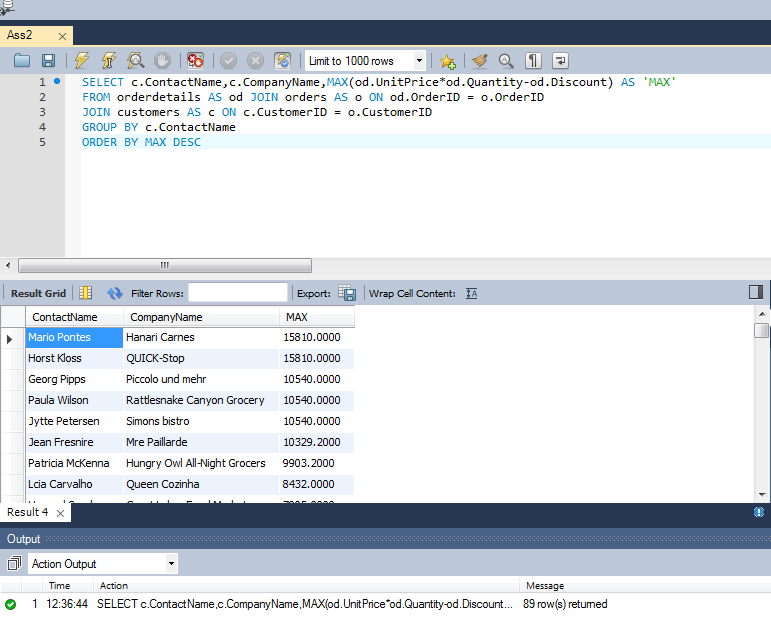 Ass2
Limit to 1000 rows
1 SELECT c.ContactName,c.CompanyName,MAX(od.UnitPrice*od.Quantity-od.Discount) AS 'MAX'
2 FROM orderdetails AS od JOIN orders AS o ON od.OrderID = o.OrderID
3 JOIN customers AS c ON c.CustomerID = o.CustomerID
4 GROUP BY c.ContactName
5 ORDER BY MAX DESC
Result Grid Filter Rows: Export: Wrap Cell Content:
ContactName CompanyName MAX
Mario Pontes Hanari Carnes 15810.0000
Horst Kloss QUICK-Stop 15810.0000
Georg Pipps Piccolo und mehr 10540.0000
Paula Wilson Rattlesnake Canyon Grocery 10540.0000
Jytte Petersen Simons bistro 10540.0000
Jean Fresnire Mre Paillarde 10329.2000
Patricia McKenna Hungry Owl All-Night Grocers 9903.2000
Lcia Carvalho Queen Cozinha 8432.0000
Result 4
Output
Action Output
Time Action Message
1 12:36:44 SELECT c.ContactName,c.CompanyName,MAX(od.UnitPrice*od.Quantity-od.Discount... 89 row(s) returned